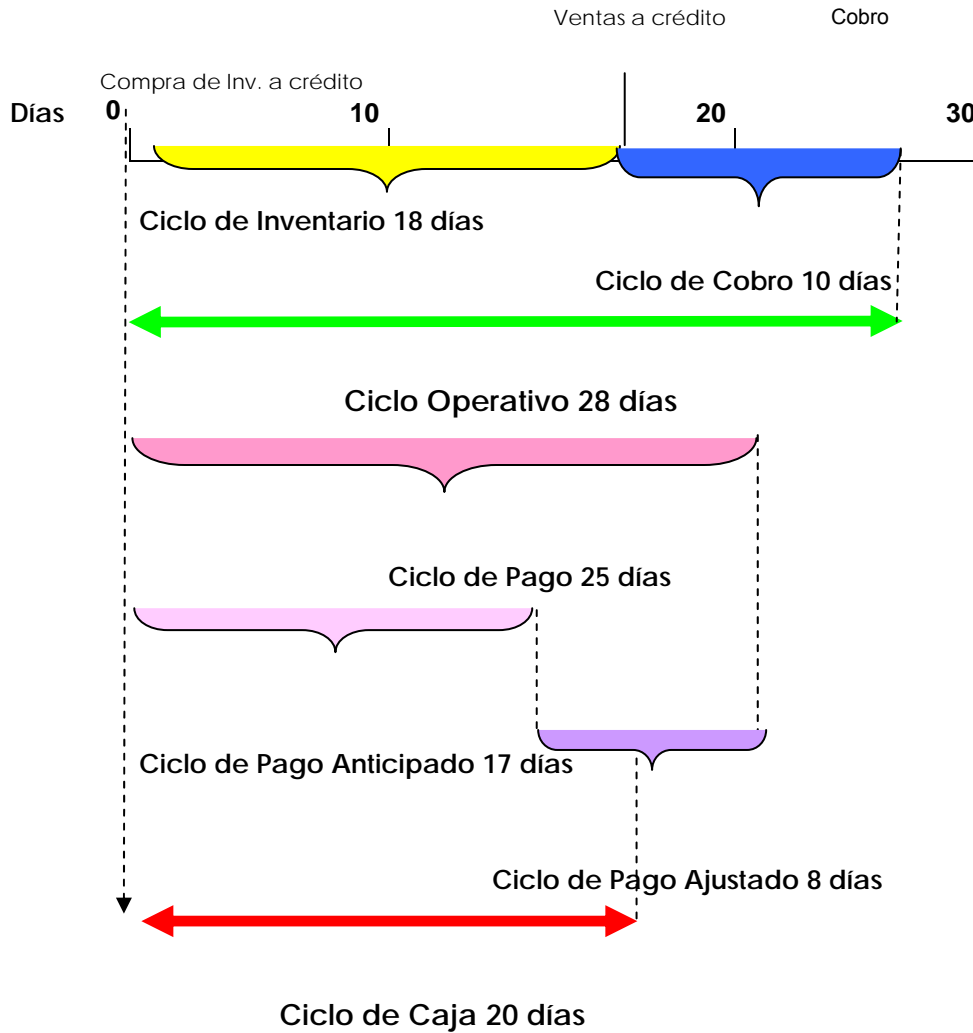 Ventas a crédito Cobro
Compra de Inv. a crédito
Días 0 10 20 30
Ciclo de Inventario 18 días
Ciclo de Cobro 10 días
Ciclo Operativo 28 días
Ciclo de Pago 25 días
Ciclo de Pago Anticipado 17 días
Ciclo de Pago Ajustado 8 días
Ciclo de Caja 20 días